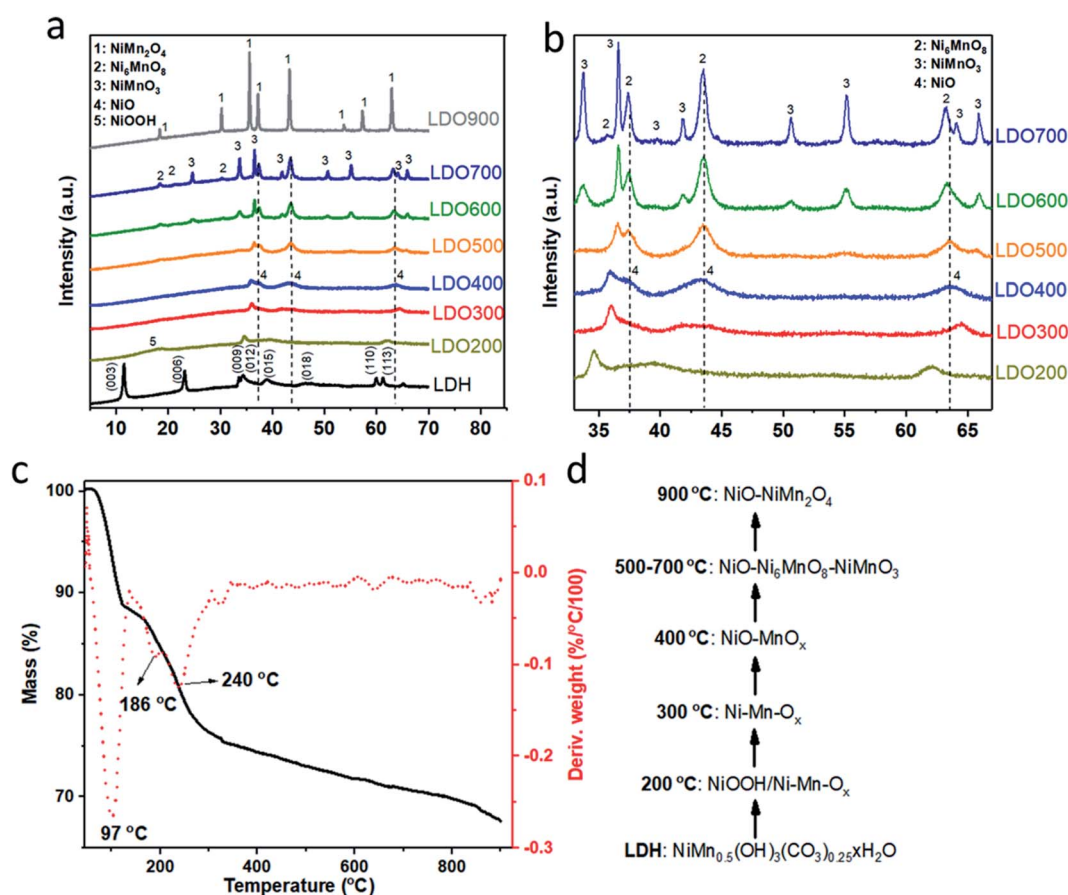 a
1: NiMn₂O₄
2: Ni₆MnO₈
3: NiMnO₃
4: NiO
5: NiOOH
1 1 1 1 1 1 1 1
LDO900
2 2 3 2 3 3 3 2 3 3 3 3
LDO700
LDO600
LDO500
4 4 4
LDO400
LDO300
5
LDO200
(003) (006) (009) (012) (015) (018) (110) (113)
LDH
Intensity (a.u.)
10 20 30 40 50 60 70 80
b
2: Ni₆MnO₈
3: NiMnO₃
4: NiO
3 2 3 2 3 3 2 3 3 2 3 3
LDO700
LDO600
LDO500
4 4 4
LDO400
LDO300
LDO200
Intensity (a.u.)
35 40 45 50 55 60 65
c
100
90
80
70
Mass (%)
97 °C
186 °C
240 °C
0.1
0.0
-0.1
-0.2
-0.3
Deriv. weight (%/°C/100)
200 400 600 800
Temperature (°C)
d
900 °C: NiO-NiMn₂O₄
500-700 °C: NiO-Ni₆MnO₈-NiMnO₃
400 °C: NiO-MnOₓ
300 °C: Ni-Mn-Oₓ
200 °C: NiOOH/Ni-Mn-Oₓ
LDH: NiMn₀.₅(OH)₃(CO₃)₀.₂₅xH₂O